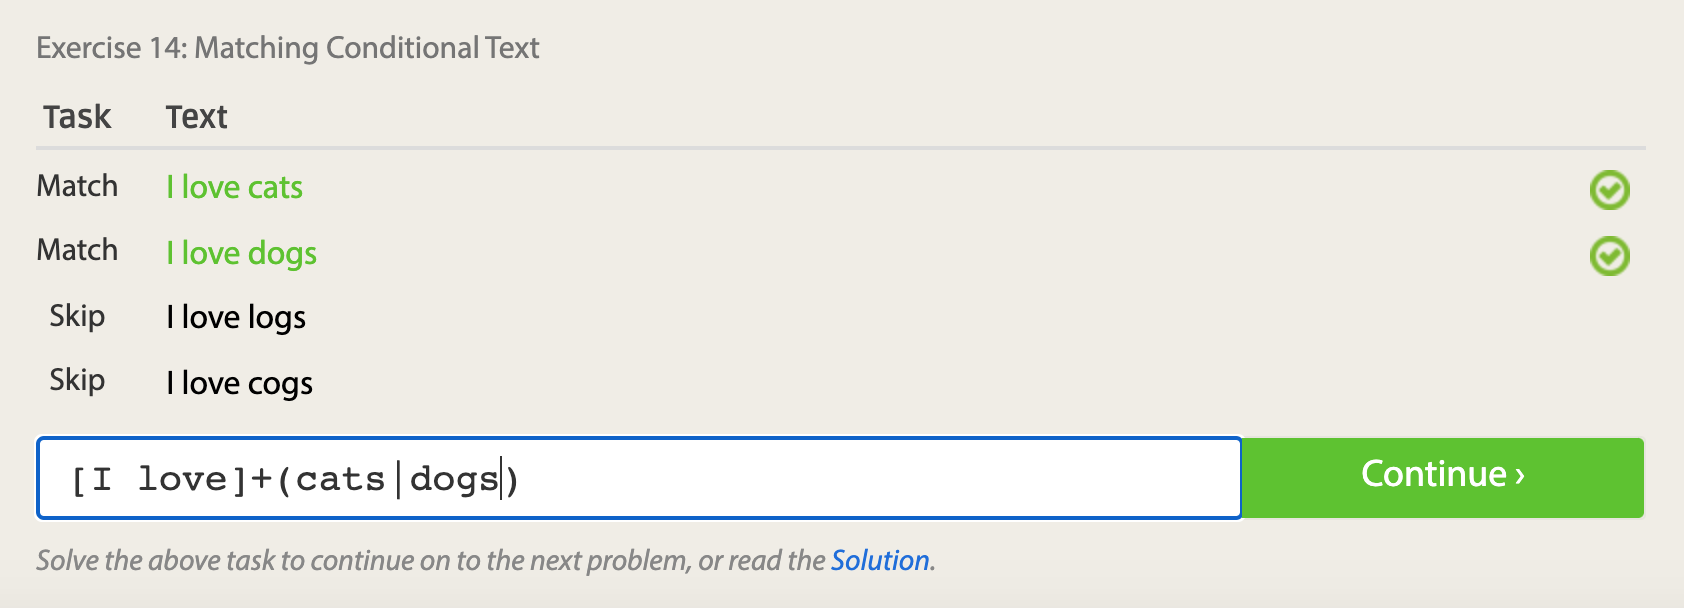 Exercise 14: Matching Conditional Text
Task Text
Match I love cats
Match I love dogs
Skip I love logs
Skip I love cogs
[I love]+(cats|dogs)
Continue ›
Solve the above task to continue on to the next problem, or read the Solution.